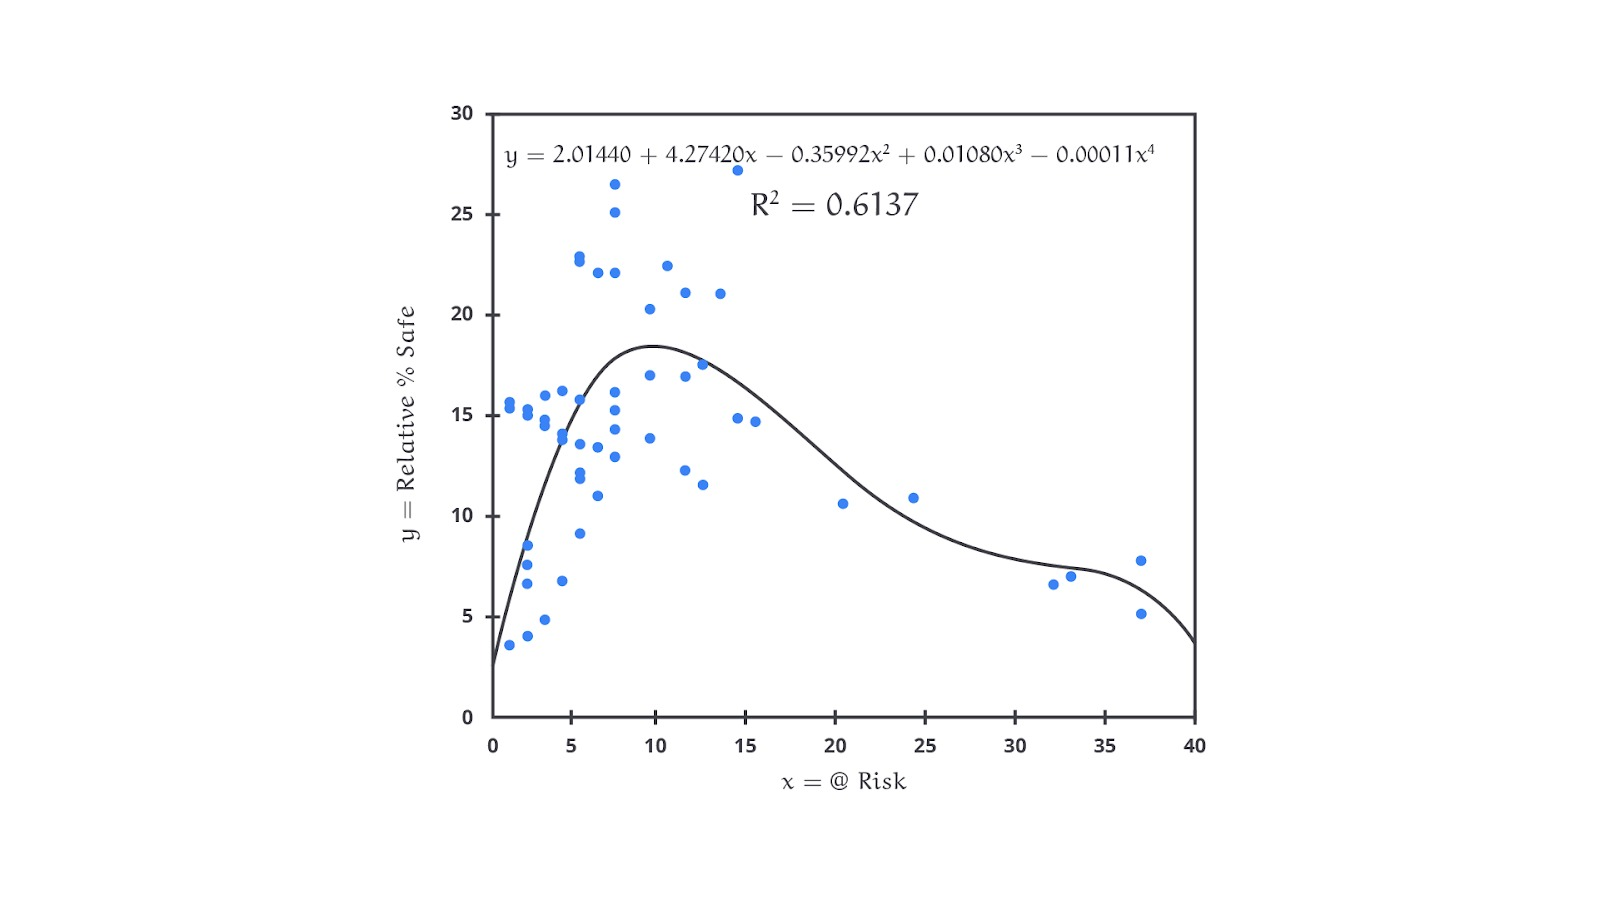 30
y = 2.01440 + 4.27420x − 0.35992x² + 0.01080x³ − 0.00011x⁴
R² = 0.6137
25
20
15
10
5
0
y = Relative % Safe
0 5 10 15 20 25 30 35 40
x = @ Risk